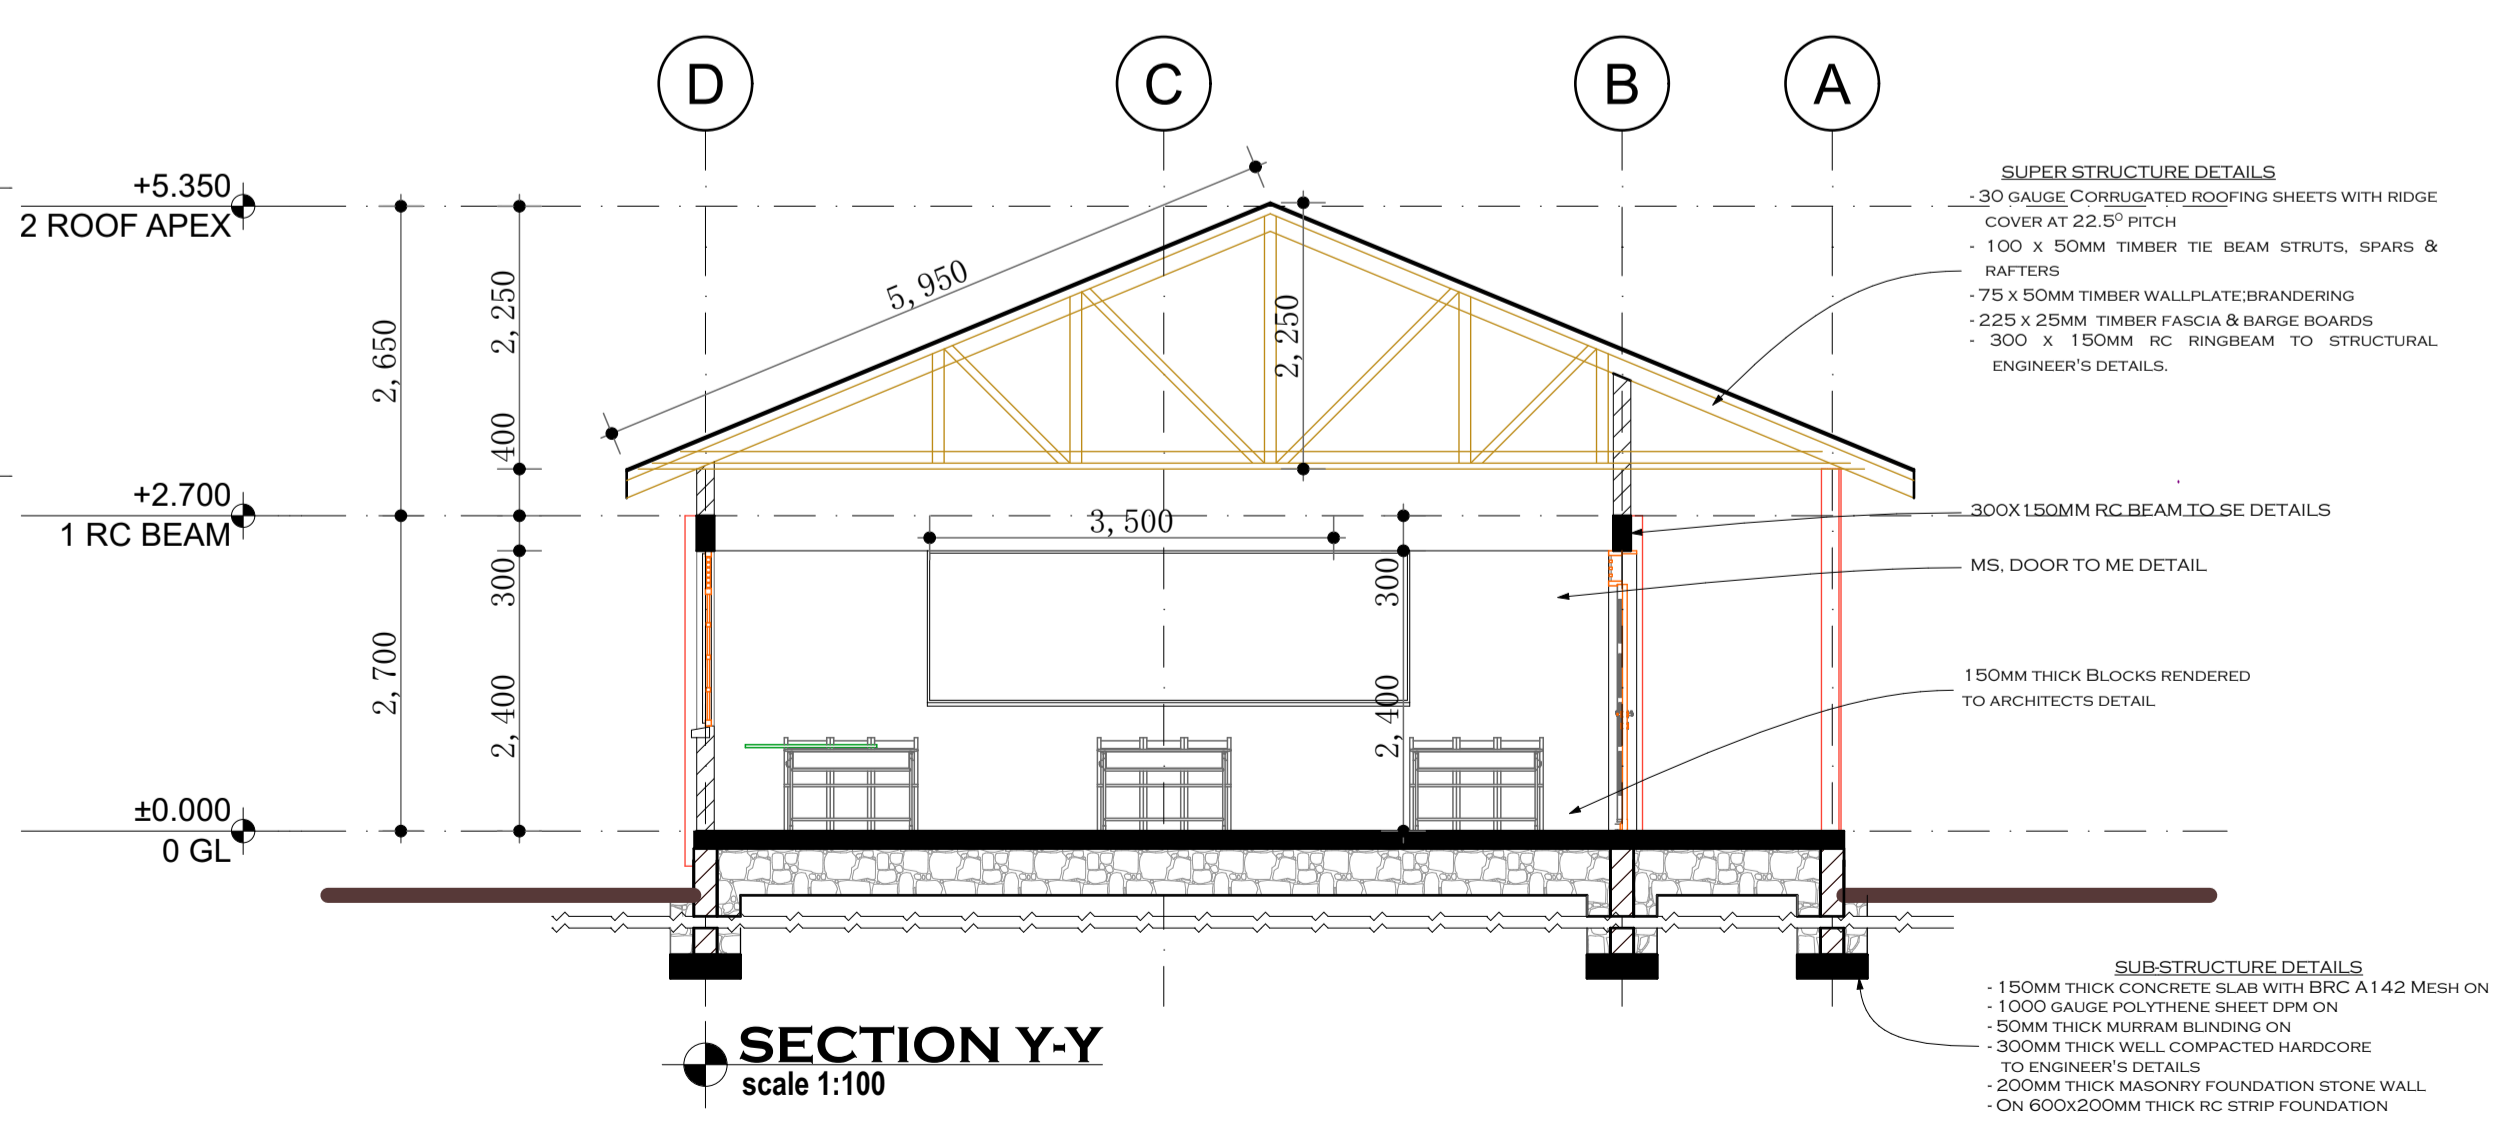 D C B A
+5.350
2 ROOF APEX
+2.700
1 RC BEAM
±0.000
0 GL
2,650
2,700
2,250
400
300
2,400
5,950
2,250
3,500
300
2,400
SUPER STRUCTURE DETAILS
- 30 GAUGE CORRUGATED ROOFING SHEETS WITH RIDGE
COVER AT 22.5⁰ PITCH
- 100 X 50MM TIMBER TIE BEAM STRUTS, SPARS &
RAFTERS
- 75 X 50MM TIMBER WALLPLATE;BRANDERING
- 225 X 25MM TIMBER FASCIA & BARGE BOARDS
- 300 X 150MM RC RINGBEAM TO STRUCTURAL
ENGINEER'S DETAILS.
300X150MM RC BEAM TO SE DETAILS
MS, DOOR TO ME DETAIL
150MM THICK BLOCKS RENDERED
TO ARCHITECTS DETAIL
SUB-STRUCTURE DETAILS
- 150MM THICK CONCRETE SLAB WITH BRC A142 MESH ON
- 1000 GAUGE POLYTHENE SHEET DPM ON
- 50MM THICK MURRAM BLINDING ON
- 300MM THICK WELL COMPACTED HARDCORE
TO ENGINEER'S DETAILS
- 200MM THICK MASONRY FOUNDATION STONE WALL
- ON 600X200MM THICK RC STRIP FOUNDATION
SECTION Y-Y
scale 1:100